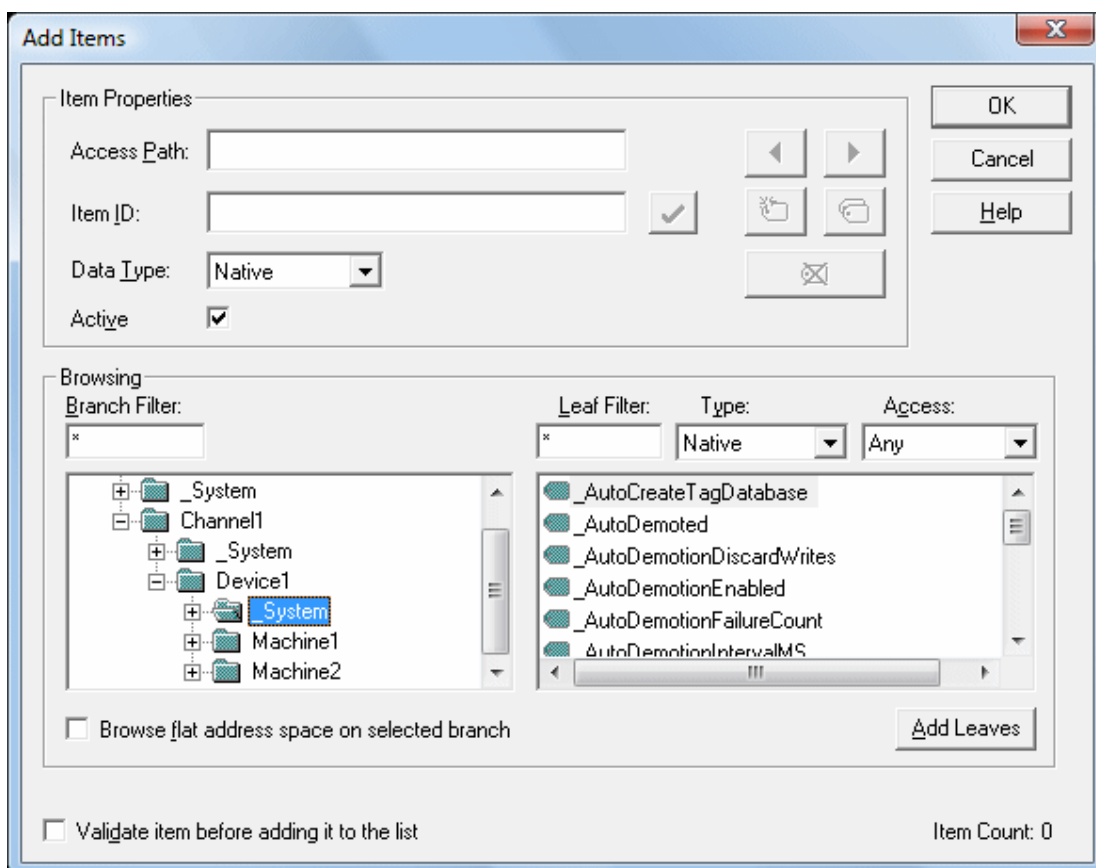 Add Items
Item Properties
OK
Access Path:
Cancel
Item ID:
Help
Data Type: Native
Active
Browsing
Branch Filter: Leaf Filter: Type: Access:
* * Native Any
_System _AutoCreateTagDatabase
Channel1 _AutoDemoted
_System _AutoDemotionDiscardWrites
Device1 _AutoDemotionEnabled
_System _AutoDemotionFailureCount
Machine1 _AutoDemotionIntervalMS
Machine2
Browse flat address space on selected branch Add Leaves
Validate item before adding it to the list Item Count: 0